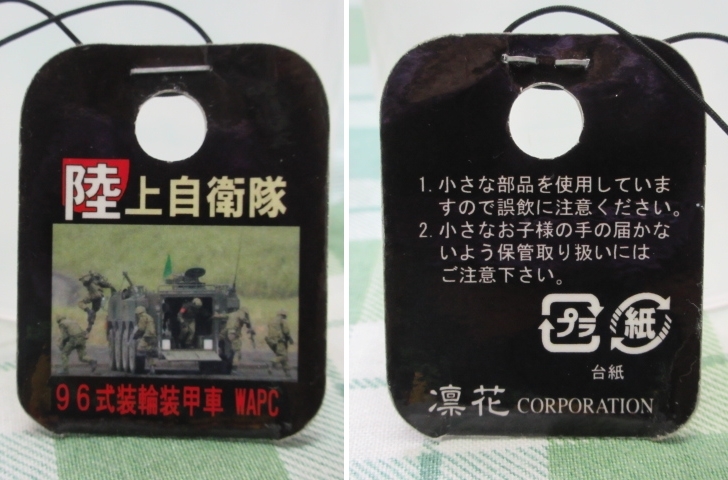 陸上自衛隊
96式装輪装甲車 WAPC
1. 小さな部品を使用していま
すので誤飲に注意ください。
2. 小さなお子様の手の届かな
いよう保管取り扱いには
ご注意下さい。
プラ 紙
台紙
凛花 CORPORATION